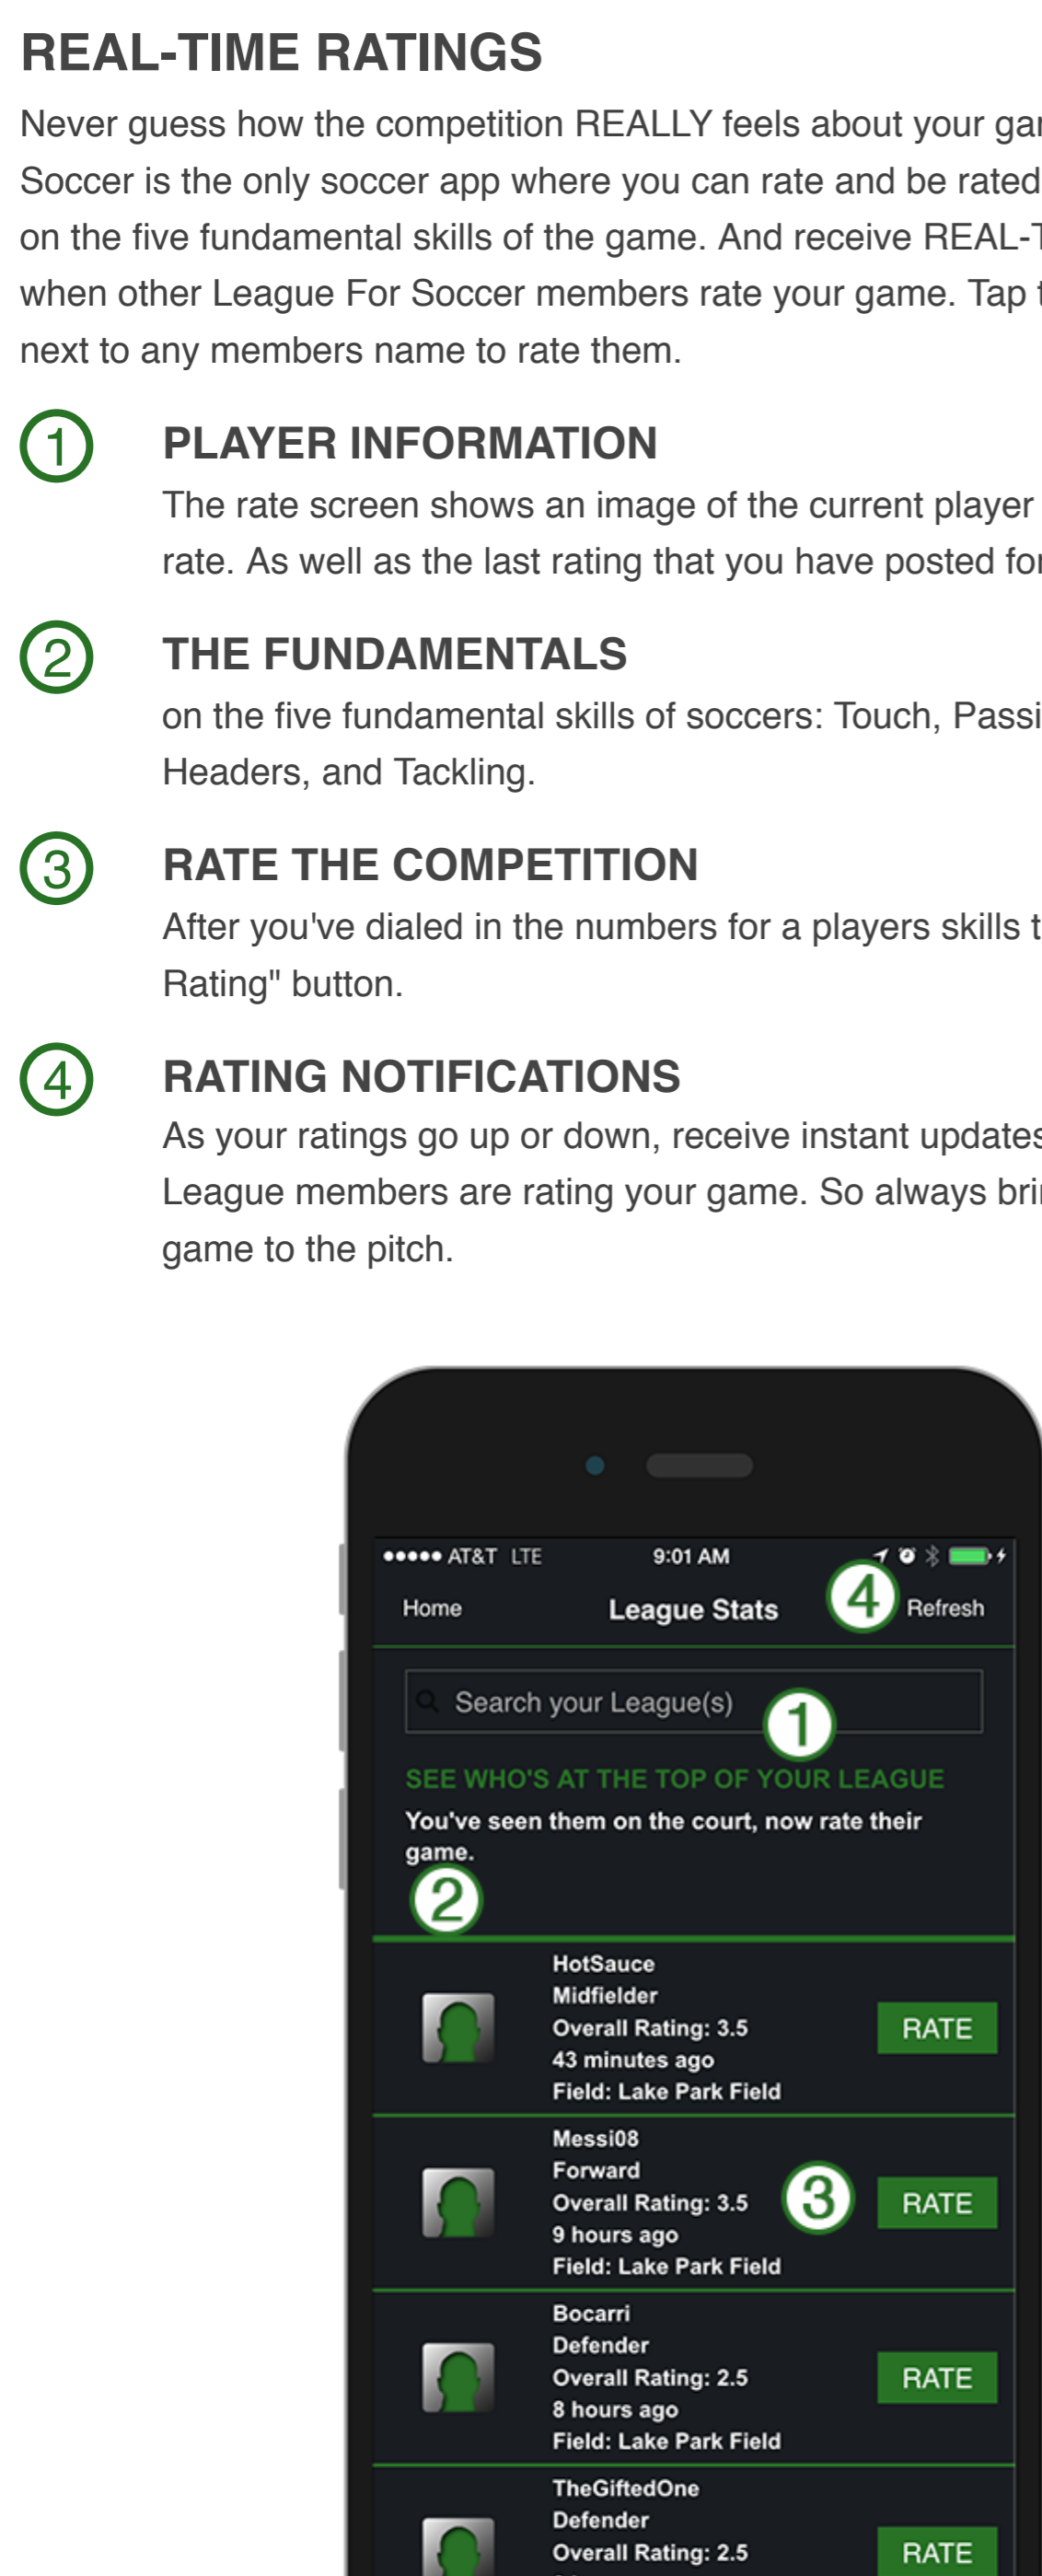 REAL-TIME RATINGS
Never guess how the competition REALLY feels about your
Soccer is the only soccer app where you can rate and be rated
on the five fundamental skills of the game. And receive
when other League For Soccer members rate your game. Tap
next to any members name to rate them.
1
PLAYER INFORMATION
The rate screen shows an image of the current player
rate. As well as the last rating that you have posted for
2
THE FUNDAMENTALS
on the five fundamental skills of soccers: Touch,
Headers, and Tackling.
3
RATE THE COMPETITION
After you've dialed in the numbers for a players skills
Rating" button.
4
RATING NOTIFICATIONS
As your ratings go up or down, receive instant updates
League members are rating your game. So always
game to the pitch.
AT&T LTE 9:01 AM
Home League Stats 4 Refresh
Search your League(s) 1
SEE WHO'S AT THE TOP OF YOUR LEAGUE
You've seen them on the court, now rate their
game.
2
HotSauce
Midfielder
Overall Rating: 3.5
RATE
43 minutes ago
Field: Lake Park Field
Messi08
Forward
Overall Rating: 3.5
3
RATE
9 hours ago
Field: Lake Park Field
Bocarri
Defender
Overall Rating: 2.5
RATE
8 hours ago
Field: Lake Park Field
TheGiftedOne
Defender
Overall Rating: 2.5
RATE